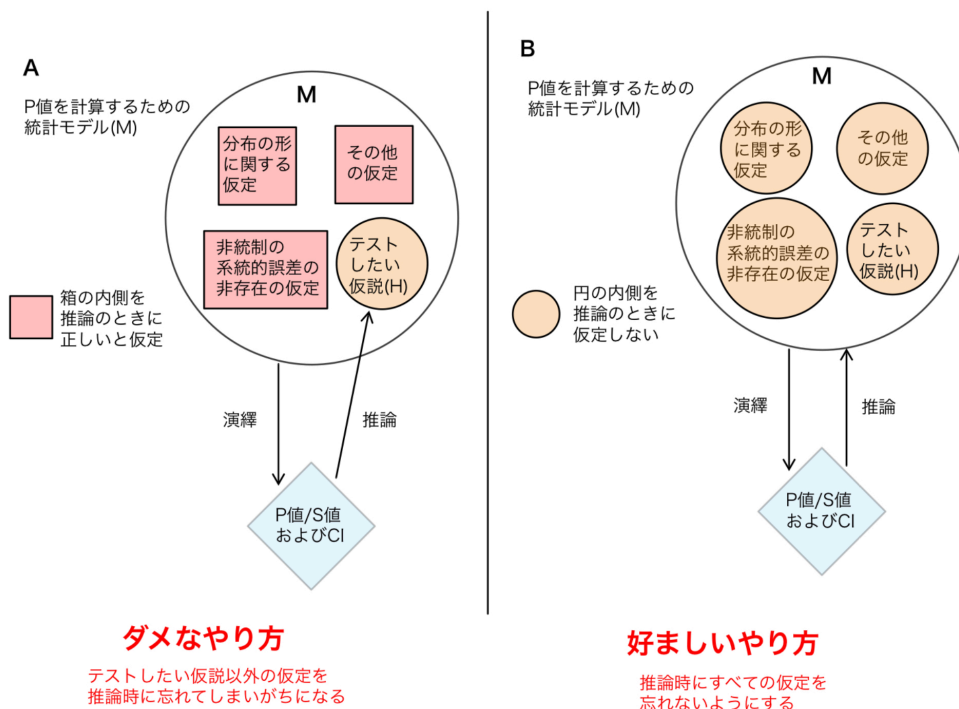 A
M
P値を計算するための
統計モデル(M)
分布の形
に関する
仮定
その他
の仮定
非統制の
系統的誤差の
非存在の仮定
テスト
したい
仮説(H)
箱の内側を
推論のときに
正しいと仮定
演繹
推論
P値/S値
およびCI
ダメなやり方
テストしたい仮説以外の仮定を
推論時に忘れてしまいがちになる
B
M
P値を計算するための
統計モデル(M)
分布の形
に関する
仮定
その他
の仮定
非統制の
系統的誤差の
非存在の仮定
テスト
したい
仮説(H)
円の内側を
推論のときに
仮定しない
演繹
推論
P値/S値
およびCI
好ましいやり方
推論時にすべての仮定を
忘れないようにする